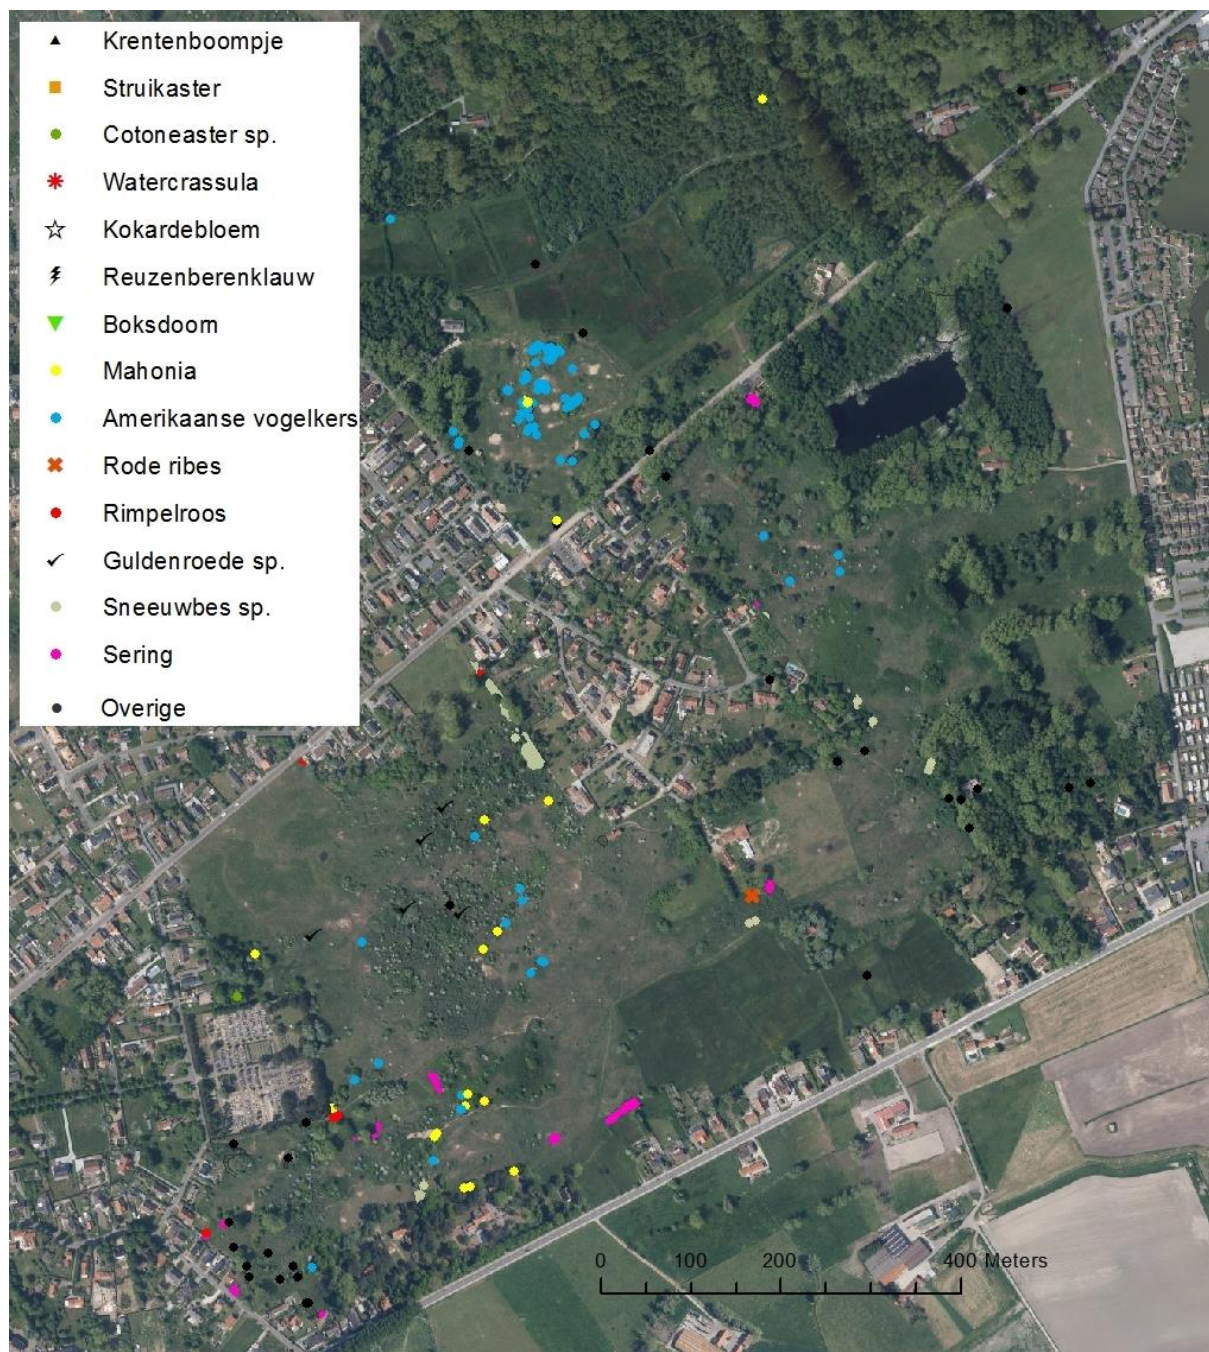 Krentenboompje
Struikaster
Cotoneaster sp.
Watercrassula
Kokardebloem
Reuzenberenklauw
Boksdoorn
Mahonia
Amerikaanse vogelkers
Rode ribes
Rimpelroos
Guldenroede sp.
Sneeuwbes sp.
Sering
Overige
0 100 200 400 Meters